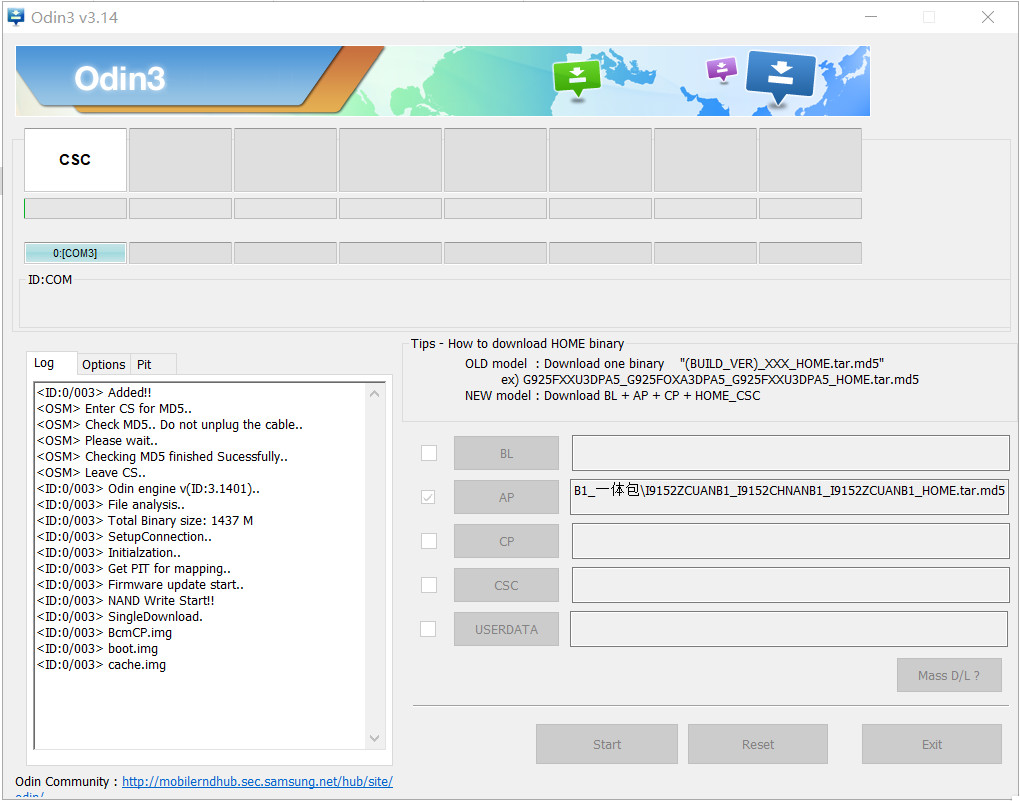 Odin3 v3.14
Odin3
CSC
0:[COM3]
ID:COM
Log
Options
Pit
<ID:0/003> Added!!
<OSM> Enter CS for MD5..
<OSM> Check MD5.. Do not unplug the cable..
<OSM> Please wait..
<OSM> Checking MD5 finished Sucessfully..
<OSM> Leave CS..
<ID:0/003> Odin engine v(ID:3.1401)..
<ID:0/003> File analysis..
<ID:0/003> Total Binary size: 1437 M
<ID:0/003> SetupConnection..
<ID:0/003> Initialzation..
<ID:0/003> Get PIT for mapping..
<ID:0/003> Firmware update start..
<ID:0/003> NAND Write Start!!
<ID:0/003> SingleDownload.
<ID:0/003> BcmCP.img
<ID:0/003> boot.img
<ID:0/003> cache.img
Tips - How to download HOME binary
OLD model : Download one binary "(BUILD_VER)_XXX_HOME.tar.md5"
ex) G925FXXU3DPA5_G925FOXA3DPA5_G925FXXU3DPA5_HOME.tar.md5
NEW model : Download BL + AP + CP + HOME_CSC
BL
AP
B1_一体包\I9152ZCUANB1_I9152CHNANB1_I9152ZCUANB1_HOME.tar.md5
CP
CSC
USERDATA
Mass D/L ?
Start
Reset
Exit
Odin Community : http://mobilerndhub.sec.samsung.net/hub/site/
odin/